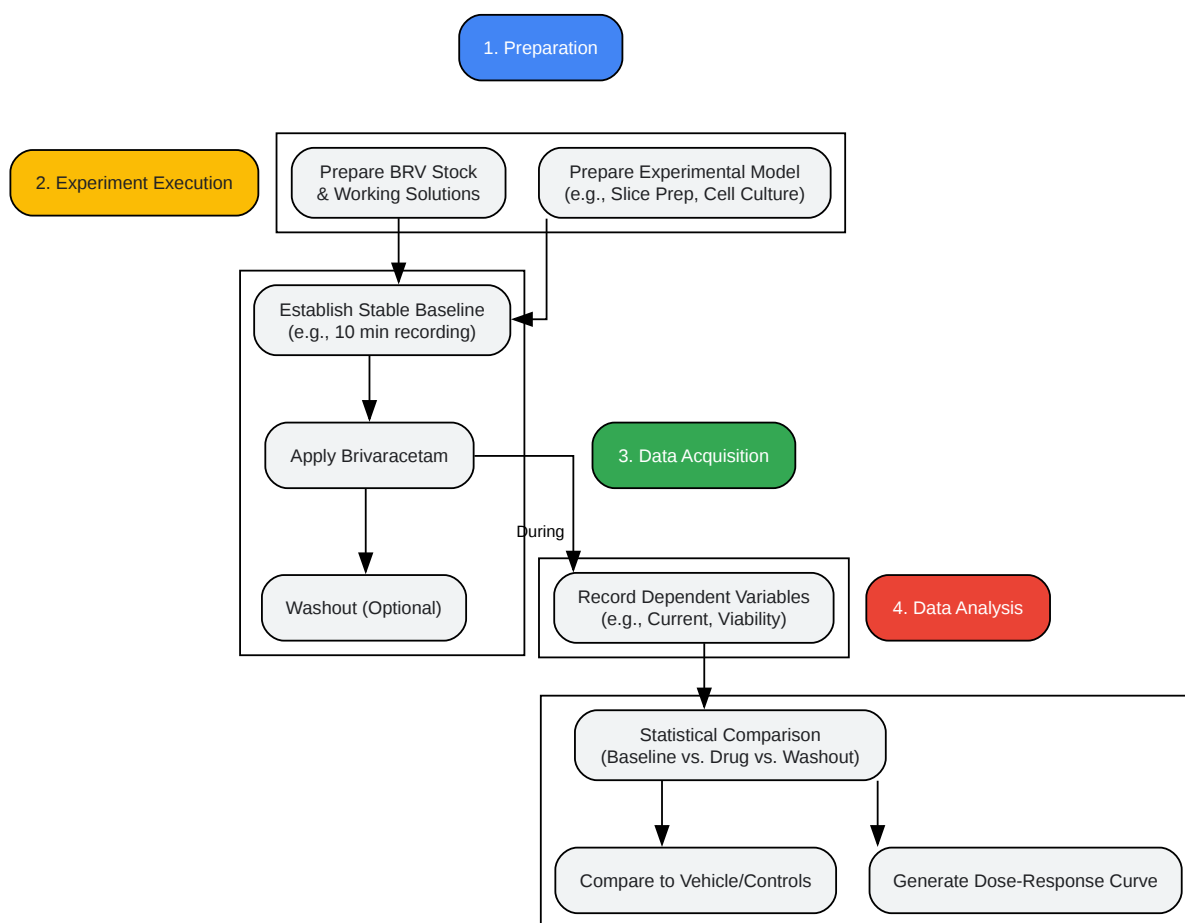 1. Preparation
2. Experiment Execution
Prepare BRV Stock
& Working Solutions
Prepare Experimental Model
(e.g., Slice Prep, Cell Culture)
Establish Stable Baseline
(e.g., 10 min recording)
Apply Brivaracetam
3. Data Acquisition
During
Washout (Optional)
Record Dependent Variables
(e.g., Current, Viability)
4. Data Analysis
Statistical Comparison
(Baseline vs. Drug vs. Washout)
Compare to Vehicle/Controls
Generate Dose-Response Curve